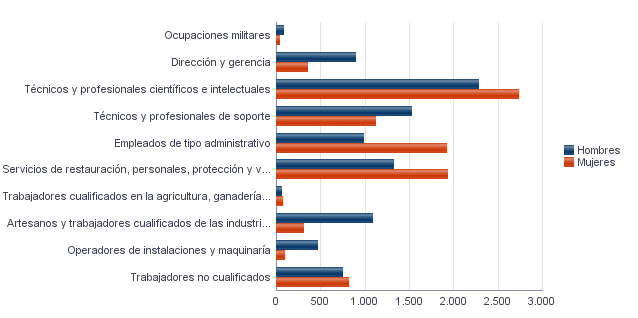 Ocupaciones militares
Dirección y gerencia
Técnicos y profesionales científicos e intelectuales
Técnicos y profesionales de soporte
Empleados de tipo administrativo
Servicios de restauración, personales, protección y v...
Trabajadores cualificados en la agricultura, ganadería...
Artesanos y trabajadores cualificados de las industri...
Operadores de instalaciones y maquinaría
Trabajadores no cualificados
0 500 1.000 1.500 2.000 2.500 3.000
Hombres
Mujeres